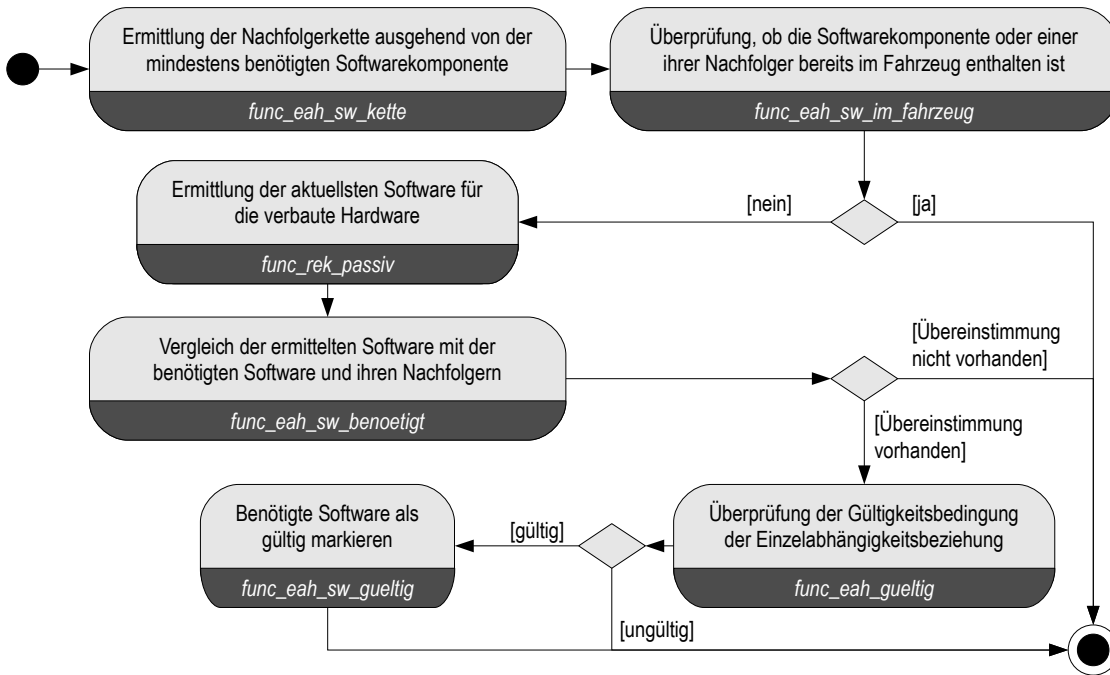 Ermittlung der Nachfolgerkette ausgehend von der
mindestens benötigten Softwarekomponente
func_eah_sw_kette
Überprüfung, ob die Softwarekomponente oder einer
ihrer Nachfolger bereits im Fahrzeug enthalten ist
func_eah_sw_im_fahrzeug
[nein]
[ja]
Ermittlung der aktuellsten Software für
die verbaute Hardware
func_rek_passiv
Vergleich der ermittelten Software mit der
benötigten Software und ihren Nachfolgern
func_eah_sw_benoetigt
[Übereinstimmung
nicht vorhanden]
[Übereinstimmung
vorhanden]
Überprüfung der Gültigkeitsbedingung
der Einzelabhängigkeitsbeziehung
func_eah_gueltig
[gültig]
Benötigte Software als
gültig markieren
func_eah_sw_gueltig
[ungültig]